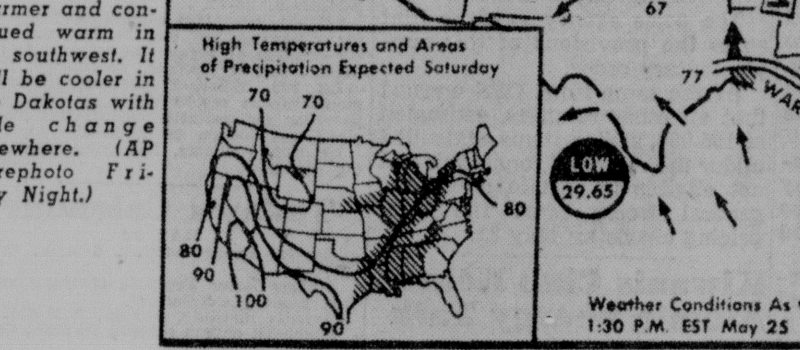 rmer and con-
ued warm in
southwest. It
ll be cooler in
Dakotas with
le change
ewhere. (AP
rephoto Fri-
y Night.)
High Temperatures and Areas
of Precipitation Expected Saturday
70 70
80
80
90
100
90
67
77
WAR
LOW
29.65
Weather Conditions As
1:30 P.M. EST May 25